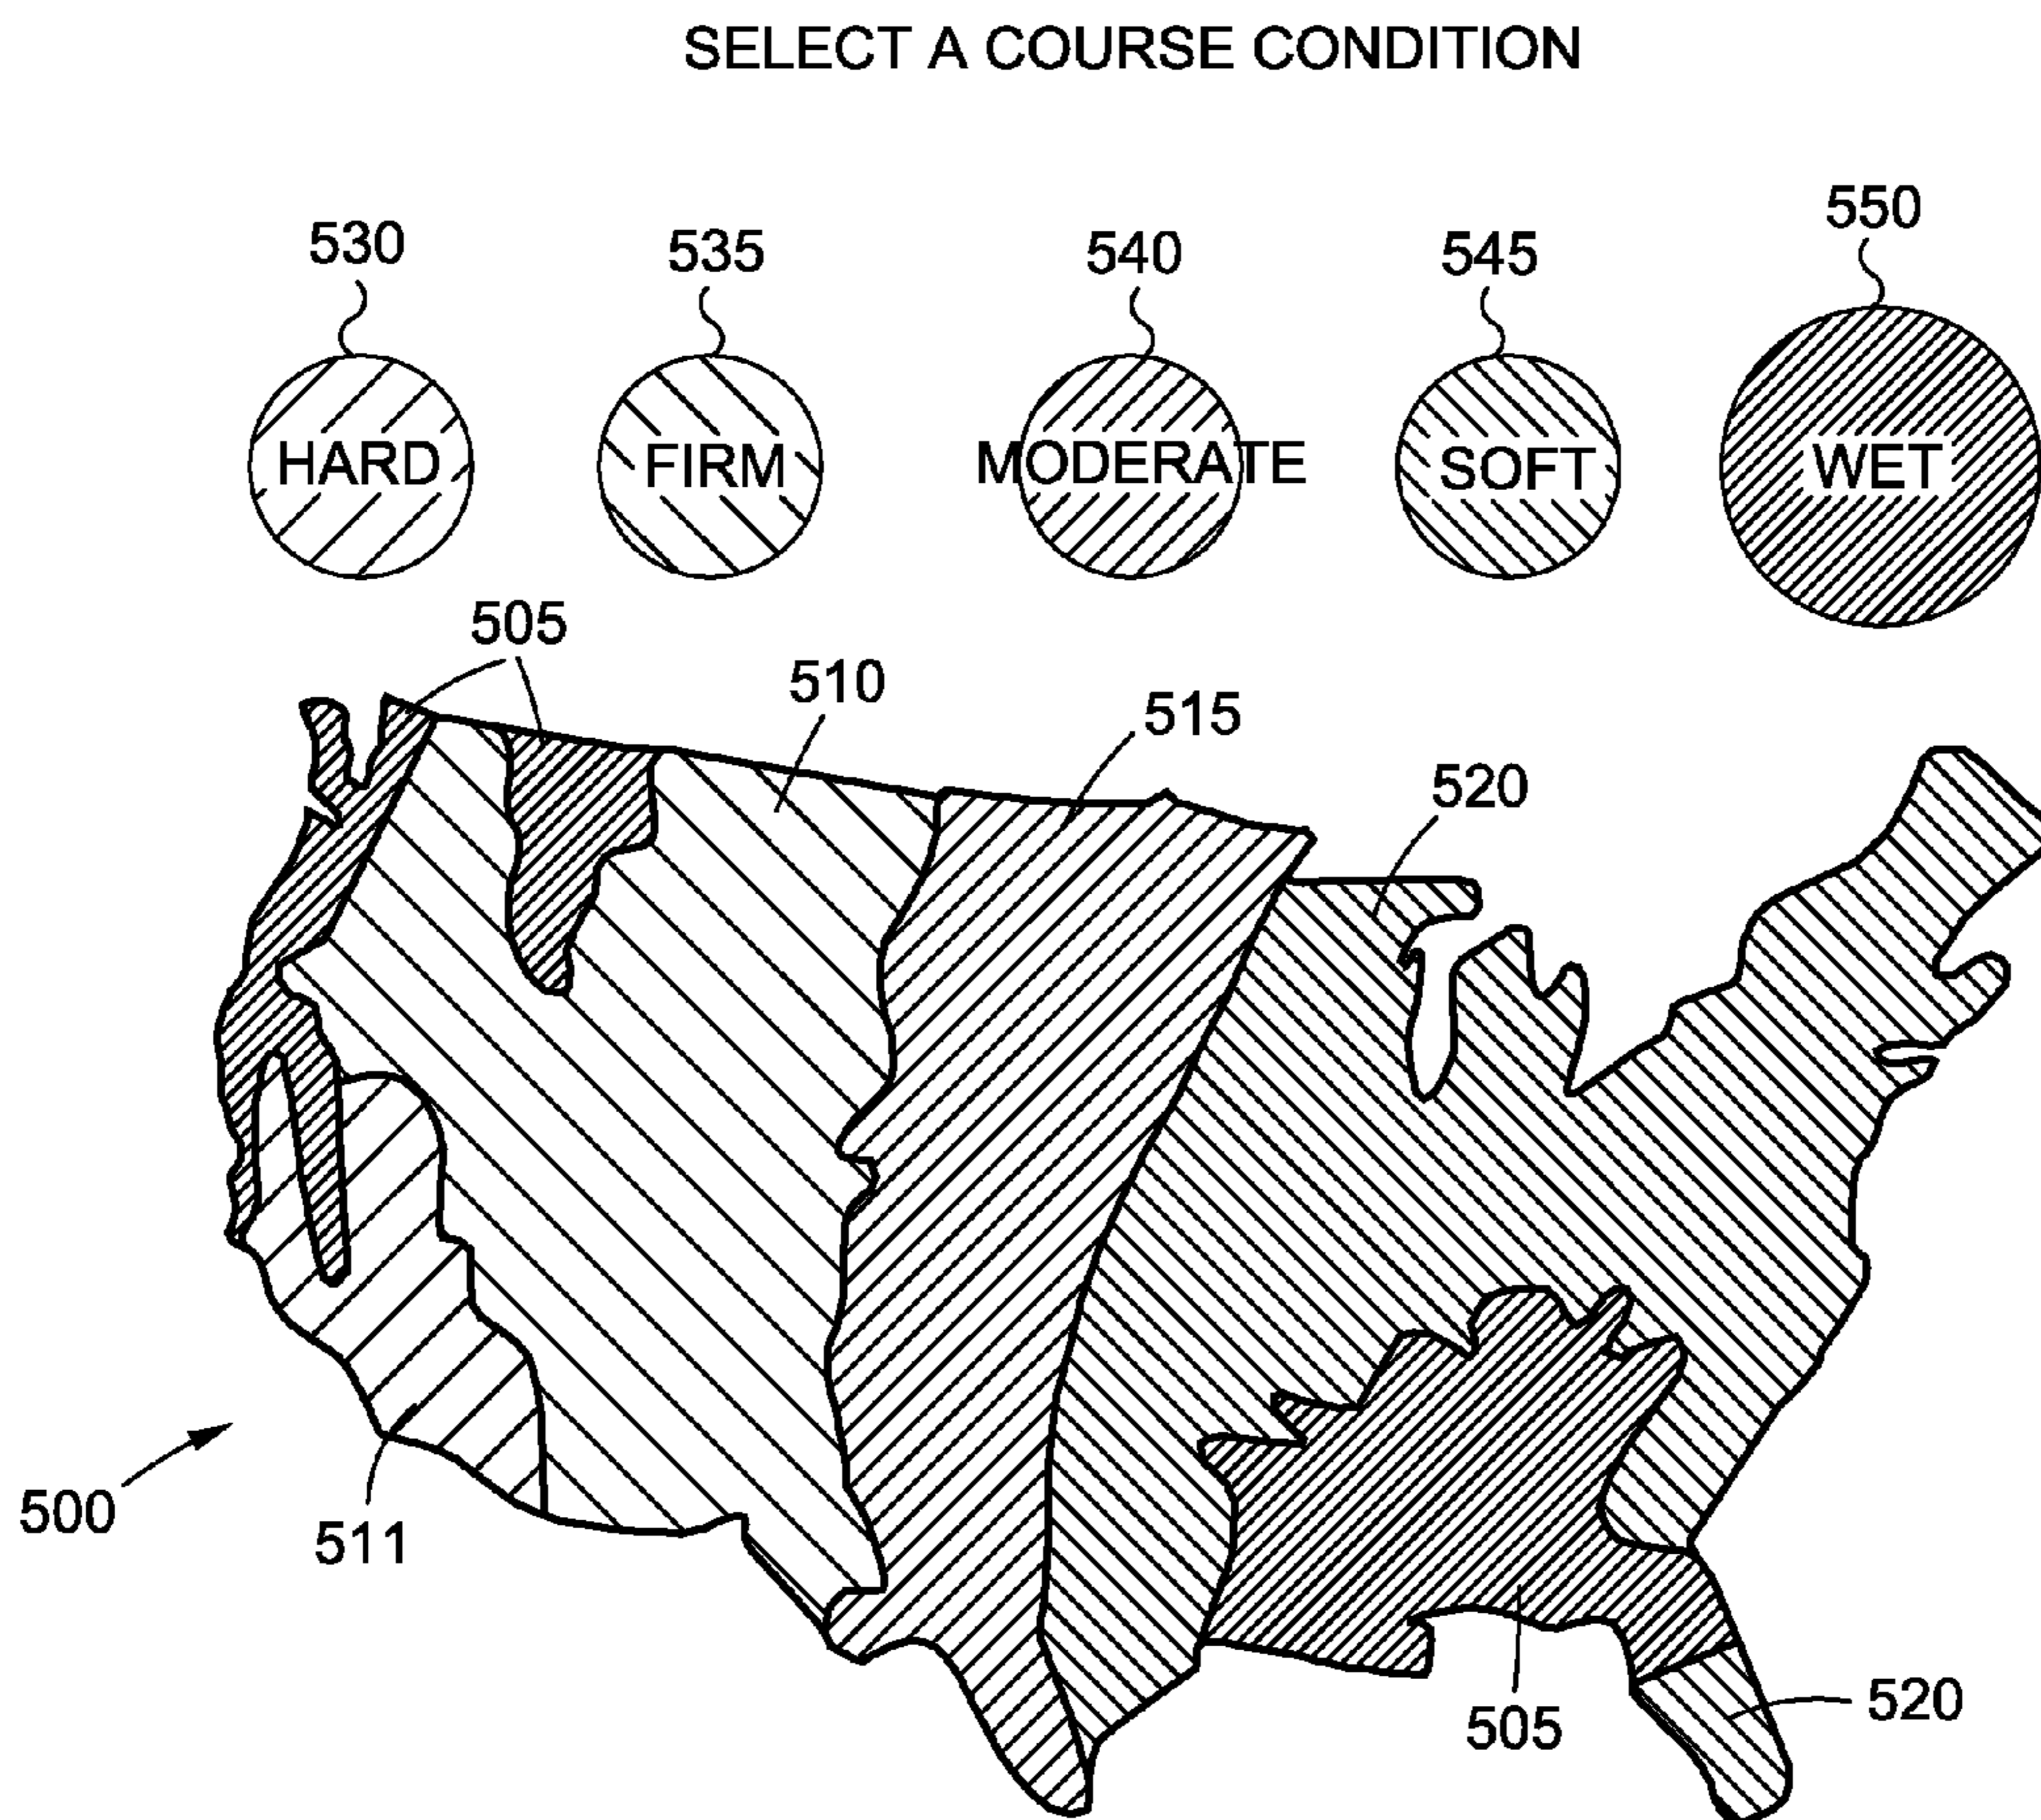 SELECT A COURSE CONDITION
530 535 540 545 550
HARD FIRM MODERATE SOFT WET
505
510
515
520
500
511
505
520